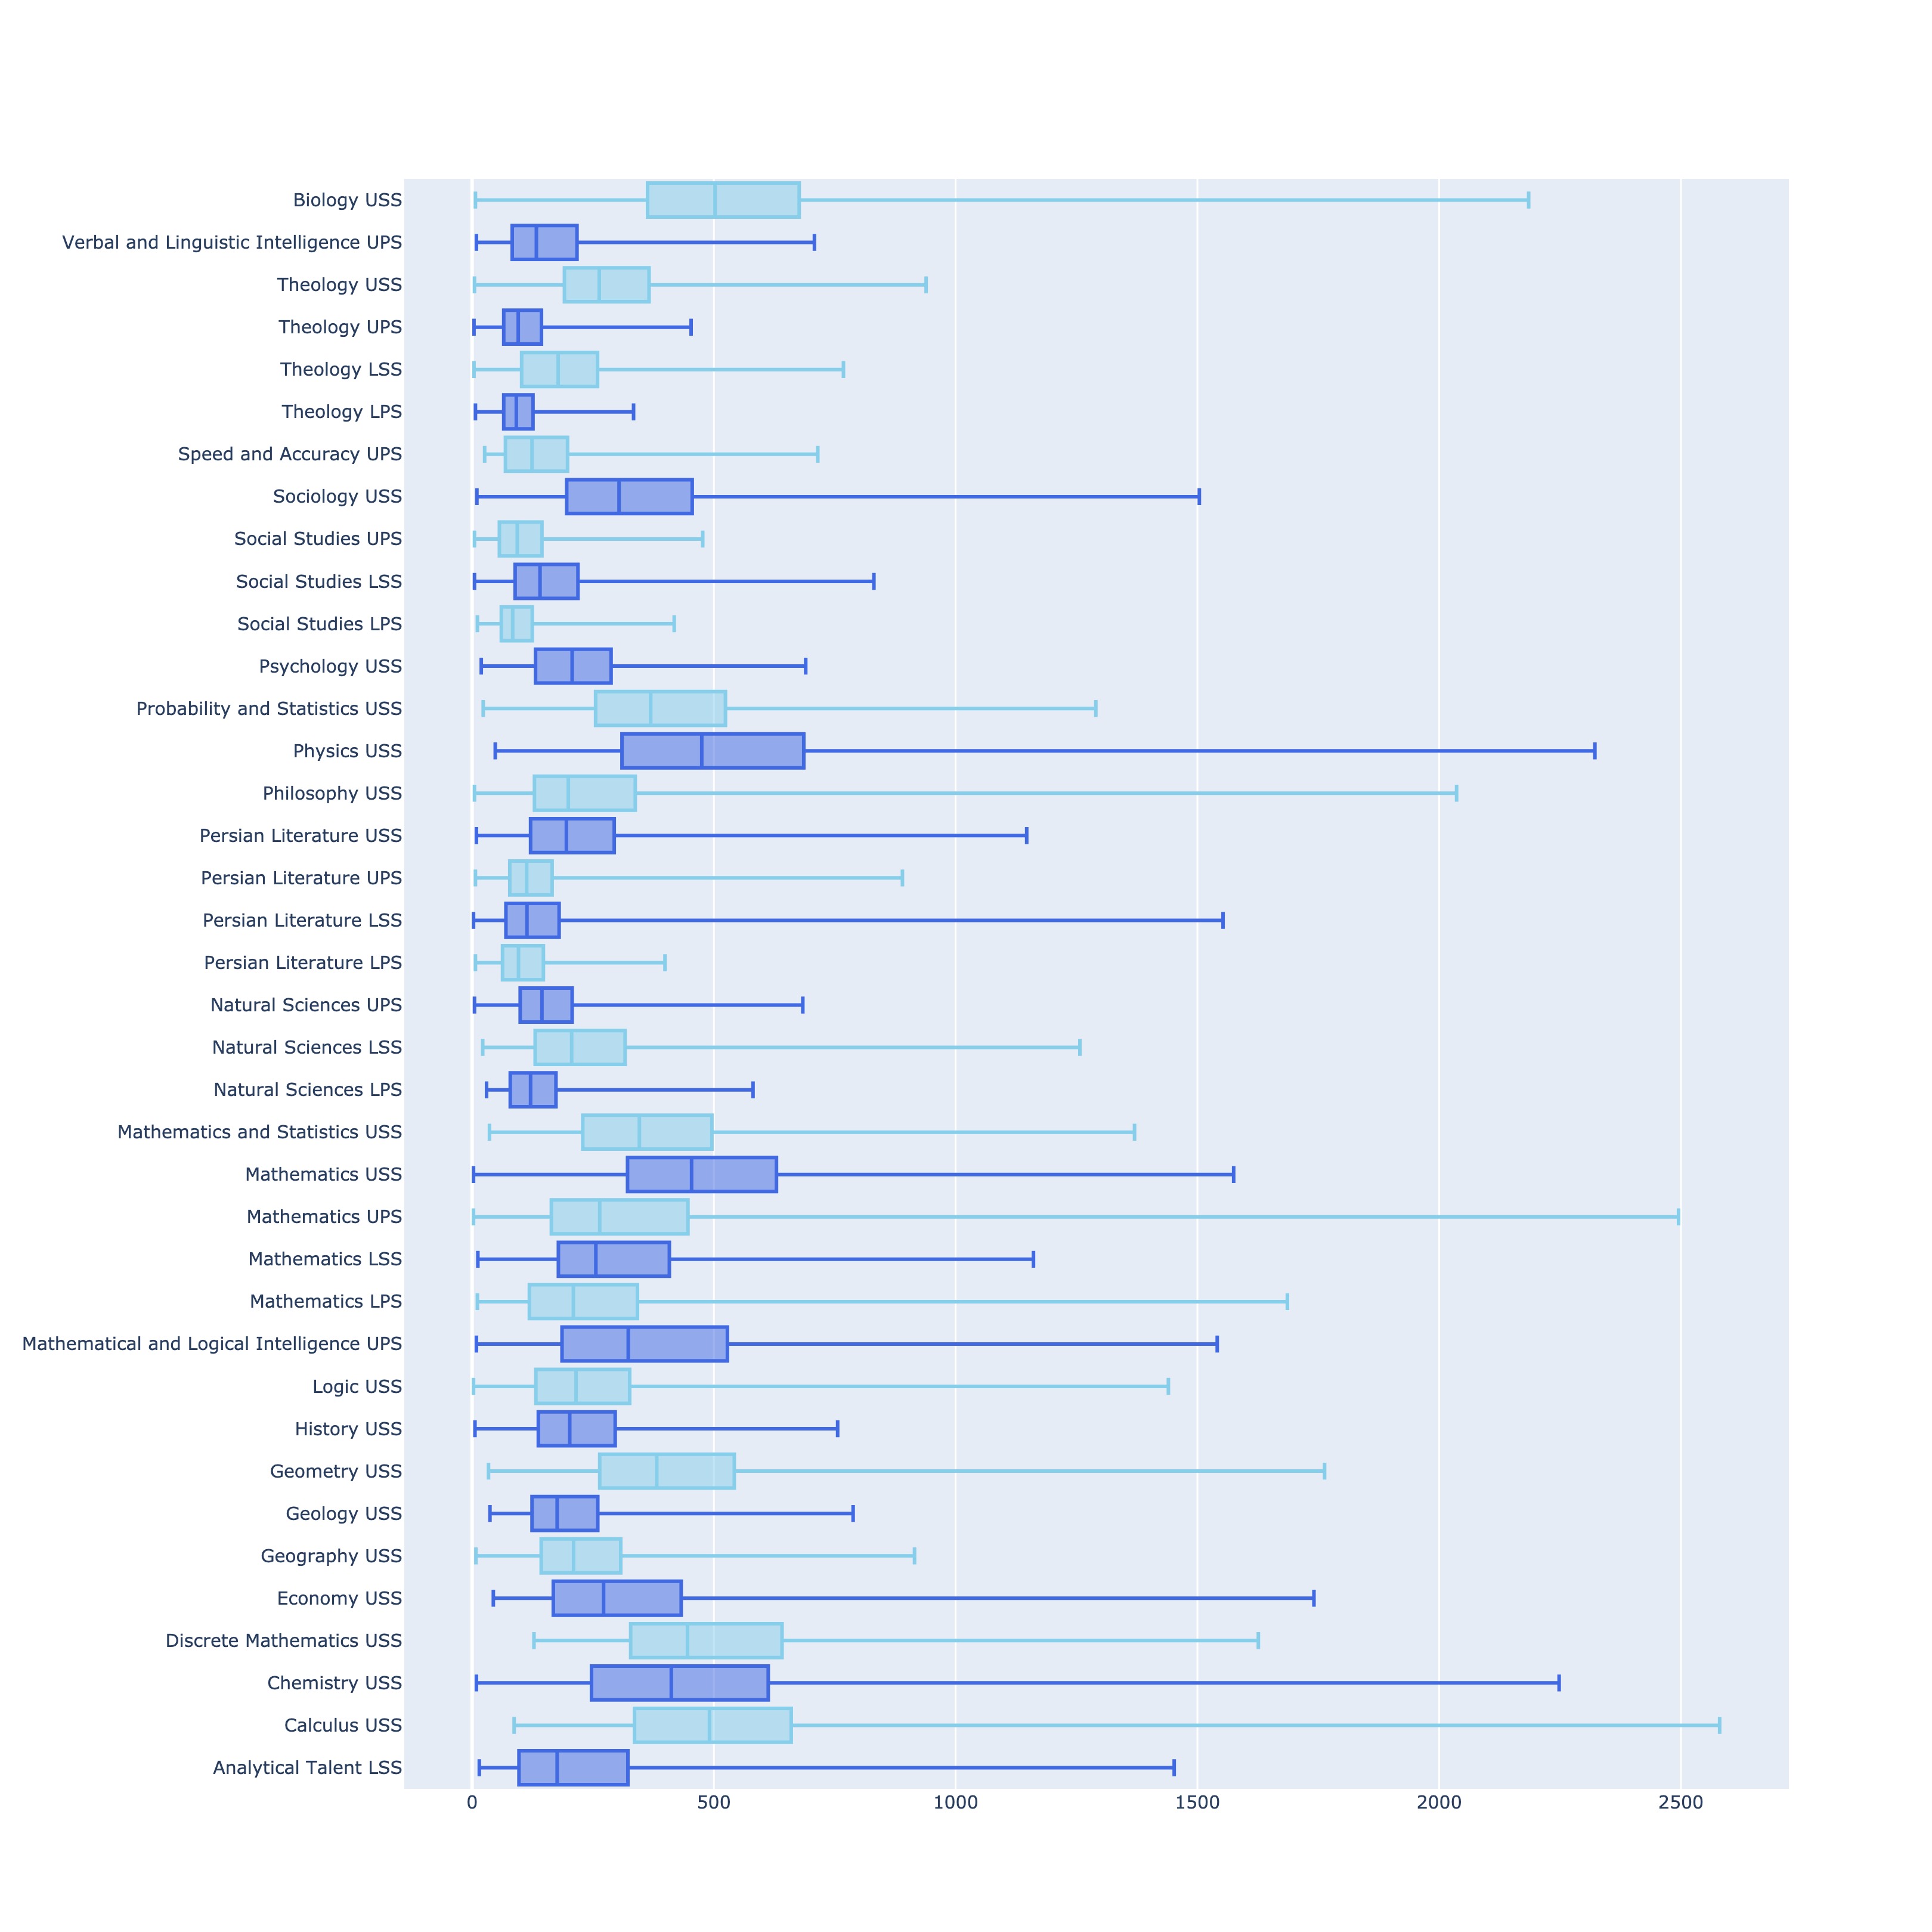 Biology USS
Verbal and Linguistic Intelligence UPS
Theology USS
Theology UPS
Theology LSS
Theology LPS
Speed and Accuracy UPS
Sociology USS
Social Studies UPS
Social Studies LSS
Social Studies LPS
Psychology USS
Probability and Statistics USS
Physics USS
Philosophy USS
Persian Literature USS
Persian Literature UPS
Persian Literature LSS
Persian Literature LPS
Natural Sciences UPS
Natural Sciences LSS
Natural Sciences LPS
Mathematics and Statistics USS
Mathematics USS
Mathematics UPS
Mathematics LSS
Mathematics LPS
Mathematical and Logical Intelligence UPS
Logic USS
History USS
Geometry USS
Geology USS
Geography USS
Economy USS
Discrete Mathematics USS
Chemistry USS
Calculus USS
Analytical Talent LSS
0 500 1000 1500 2000 2500